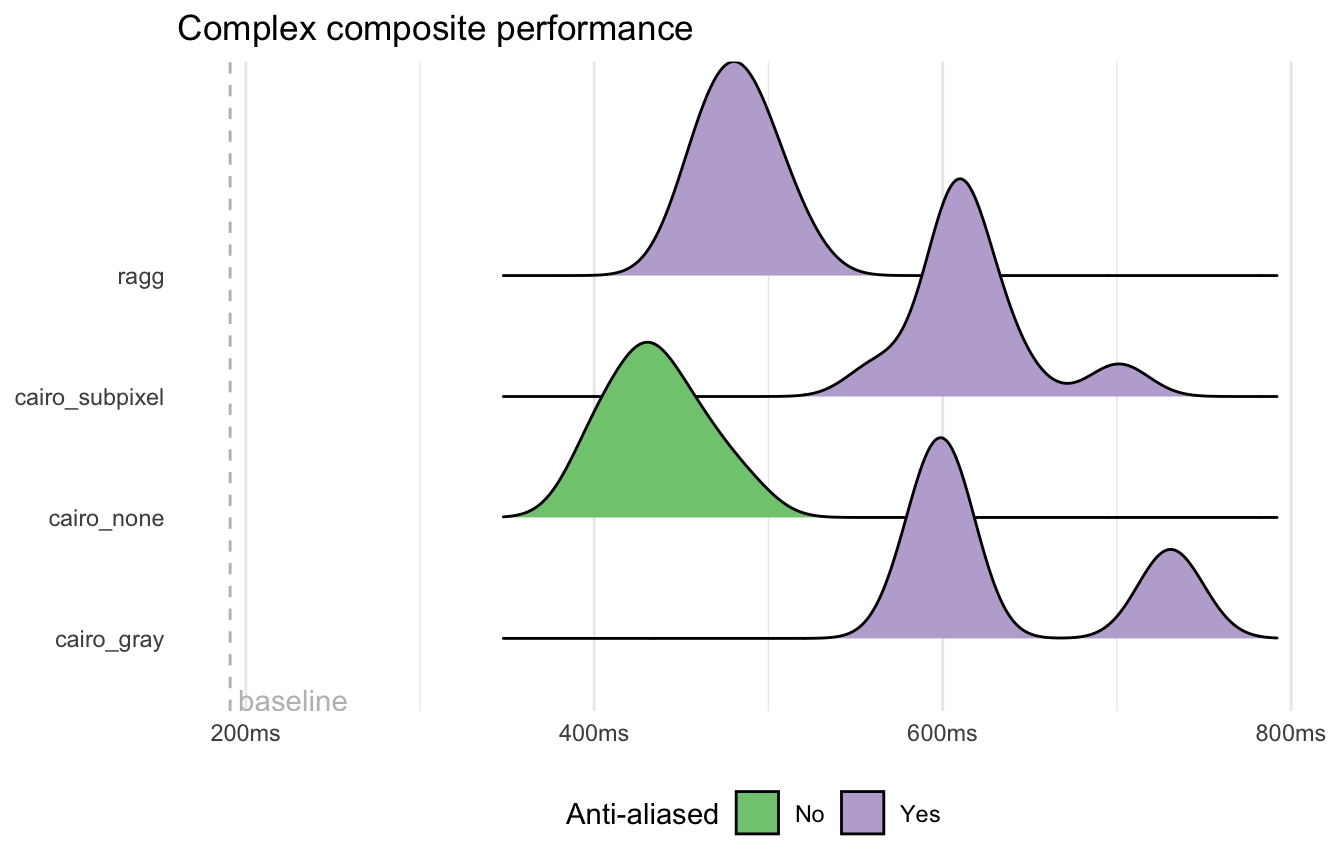 Complex composite performance
ragg
cairo_subpixel
cairo_none
cairo_gray
baseline
200ms 400ms 600ms 800ms
Anti-aliased No Yes